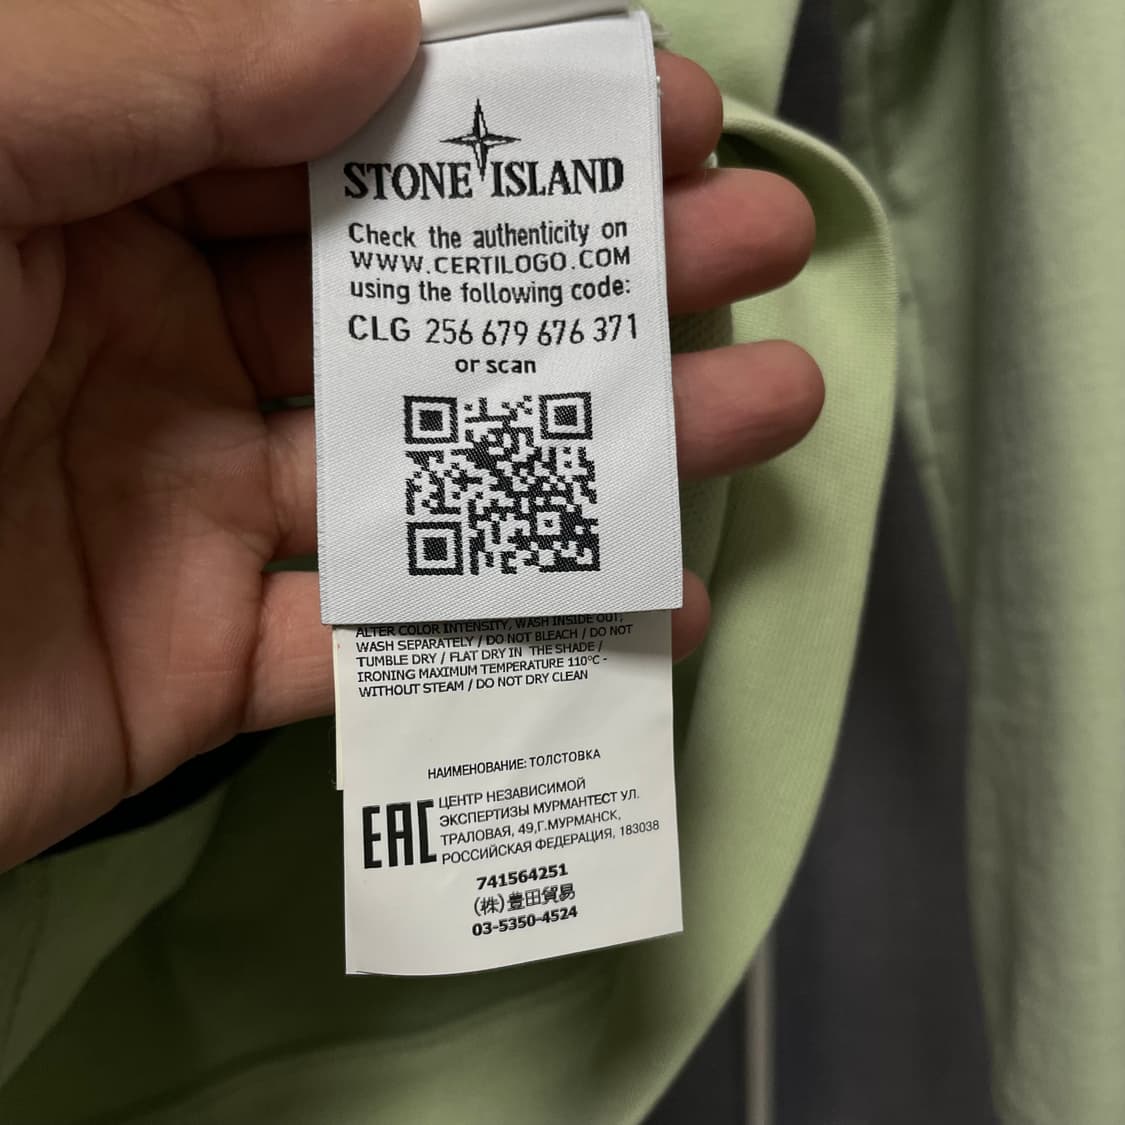 STONE ISLAND
Check the authenticity on
WWW.CERTILOGO.COM
using the following code:
CLG 256 679 676 371
or scan
ALTER COLOR INTENSITY, WASH INSIDE OUT,
WASH SEPARATELY / DO NOT BLEACH / DO NOT
TUMBLE DRY / FLAT DRY IN THE SHADE /
IRONING MAXIMUM TEMPERATURE 110°C -
WITHOUT STEAM / DO NOT DRY CLEAN
НАИМЕНОВАНИЕ: ТОЛСТОВКА
EAC
ЦЕНТР НЕЗАВИСИМОЙ
ЭКСПЕРТИЗЫ МУРМАНТЕСТ УЛ.
ТРАЛОВАЯ, 49,Г.МУРМАНСК,
РОССИЙСКАЯ ФЕДЕРАЦИЯ, 183038
741564251
(株)豊田貿易
03-5350-4524